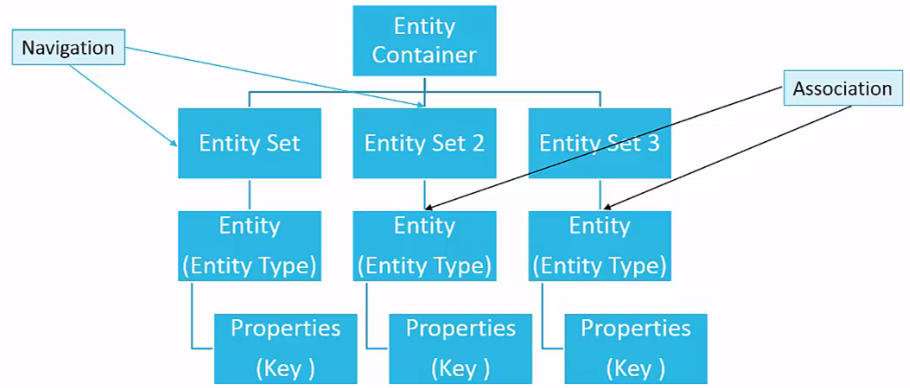 Entity
Container
Navigation
Association
Entity Set
Entity Set 2
Entity Set 3
Entity
(Entity Type)
Entity
(Entity Type)
Entity
(Entity Type)
Properties
(Key )
Properties
(Key )
Properties
(Key )